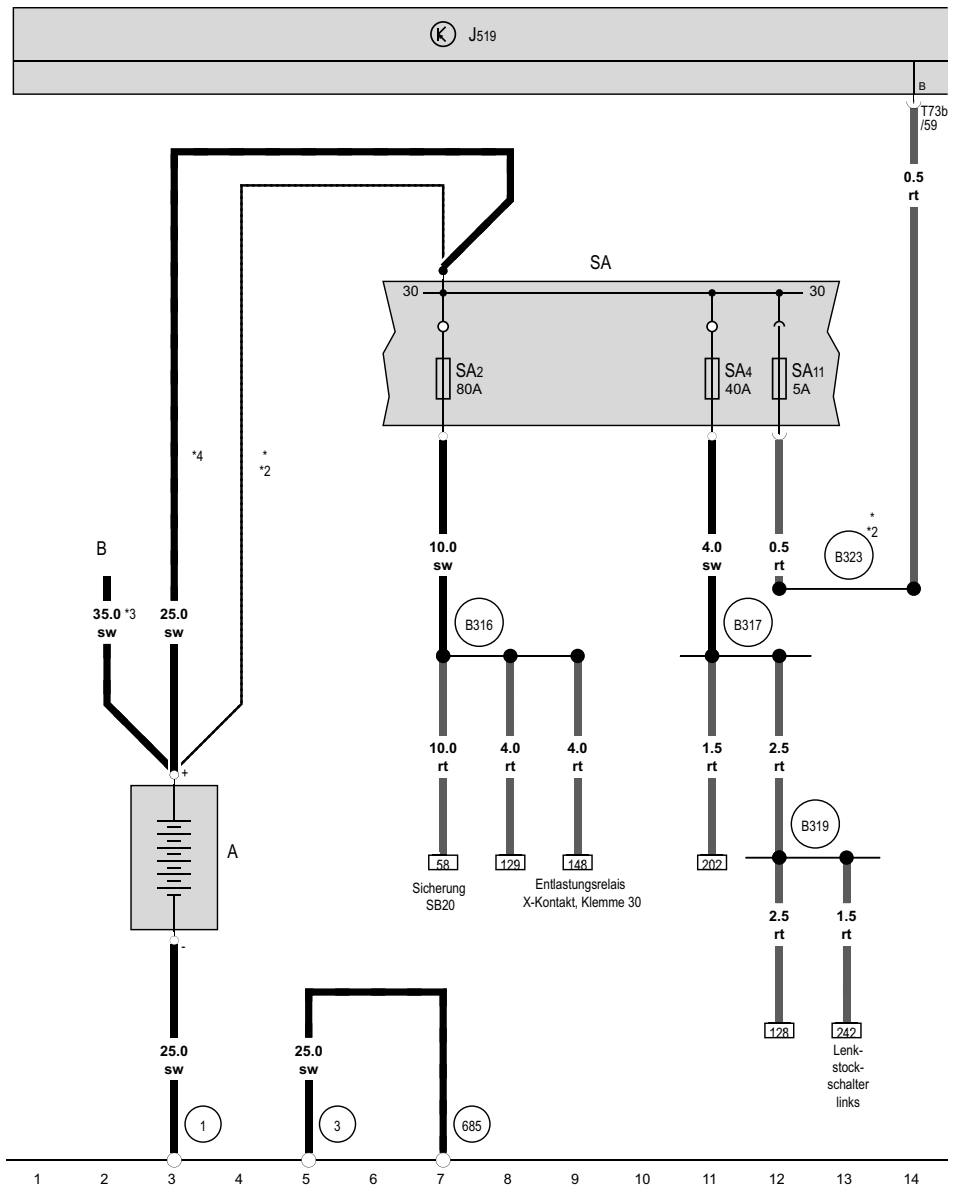 K J519
B
T73b
/59
0.5
rt
SA
30 30
SA2
80A
SA4
40A
SA11
5A
*4
*
*2
*
*2
B
10.0
sw
4.0
sw
0.5
rt
B323
35.0 *3
sw
25.0
sw
B316
B317
10.0
rt
4.0
rt
4.0
rt
1.5
rt
2.5
rt
+
B319
A
58
129
148
202
Sicherung
SB20
Entlastungsrelais
X-Kontakt, Klemme 30
2.5
rt
1.5
rt
-
128
242
25.0
sw
25.0
sw
Lenk-
stock-
schalter
links
1
3
685
1 2 3 4 5 6 7 8 9 10 11 12 13 14